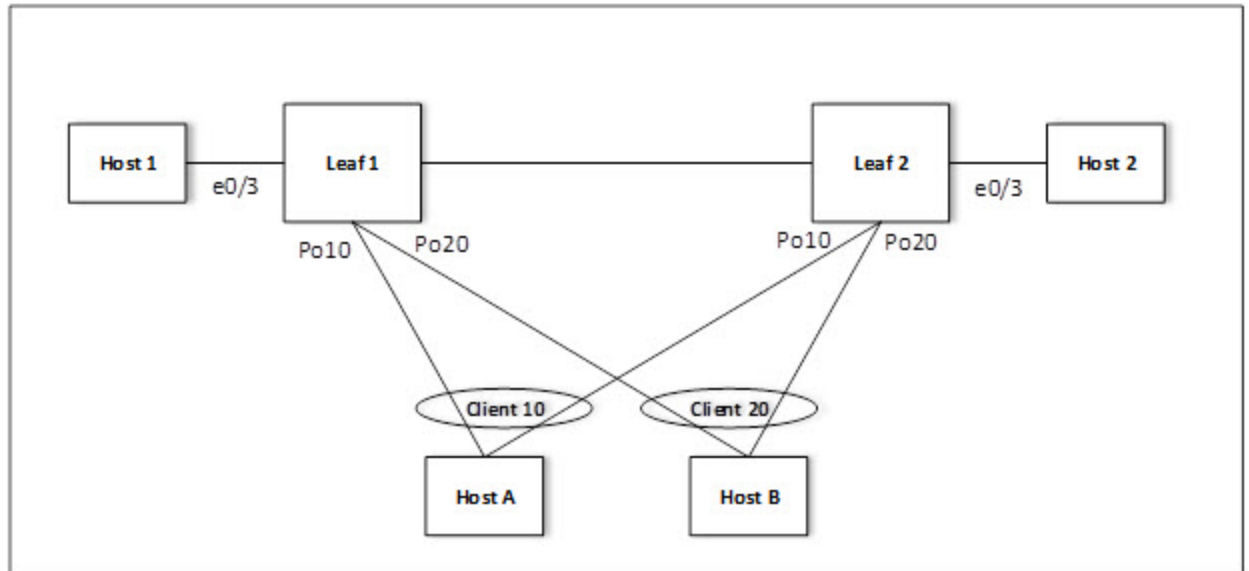 Host 1
Leaf 1
Leaf 2
Host 2
e0/3
e0/3
Po10
Po20
Po10
Po20
Client 10
Client 20
Host A
Host B